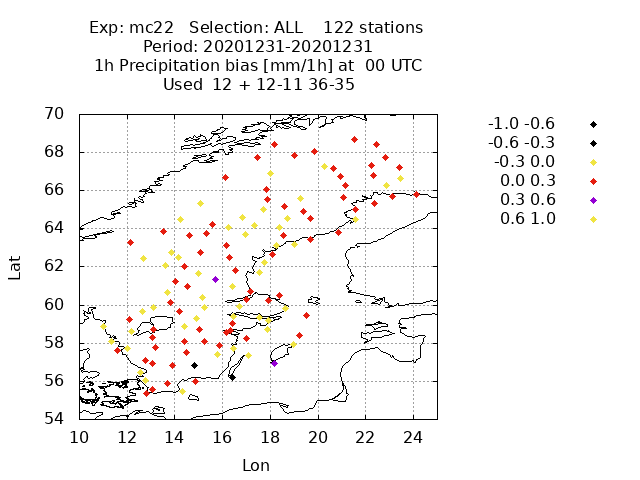 Exp: mc22 Selection: ALL 122 stations
Period: 20201231-20201231
1h Precipitation bias [mm/1h] at 00 UTC
Used 12 + 12-11 36-35
70
68
66
64
62
60
58
56
54
Lat
10 12 14 16 18 20 22 24
Lon
-1.0 -0.6
-0.6 -0.3
-0.3 0.0
0.0 0.3
0.3 0.6
0.6 1.0